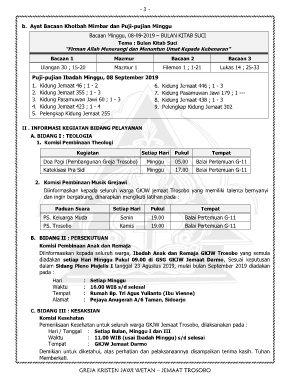 - 3 -
b. Ayat Bacaan Khotbah Mimbar dan Puji-pujian Minggu
Bacaan Minggu, 08-09-2019 – BULAN KITAB SUCI
Tema : Bulan Kitab Suci
"Firman Allah Menerangi dan Menuntun Umat Kepada Kebenaran"
Bacaan 1 Mazmur Bacaan 2 Bacaan 3
Ulangan 30 ; 15-20 Mazmur 1 Filemon 1 ; 1-21 Lukas 14 ; 25-33
Puji-pujian Ibadah Minggu, 08 September 2019
1. Kidung Jemaat 46 ; 1 - 2
2. Kidung Jemaat 355 ; 1 - 3
3. Kidung Pasamuwan Jawi 60 ; 1 - 3
4. Kidung Jemaat 423 ; 1 - 4
5. Pelengkap Kidung Jemaat 255
6. Kidung Jemaat 446 ; 1 - 3
7. Kidung Pasamuwan Jawi 179 ; 1 ---
8. Kidung Jemaat 438 ; 1 - 3
9. Pelengkap Kidung Jemaat 302
II . INFORMASI KEGIATAN BIDANG PELAYANAN
A. BIDANG I : TEOLOGIA
1. Komisi Pembinaan Theologi
Kegiatan Setiap Hari Pukul Tempat
Doa Pagi (Pembangunan Greja Trosobo) Minggu 05.00 Balai Pertemuan G-11
Katekisasi Pra Sidi Minggu 17.00 Balai Pertemuan G-11
2. Komisi Pembinaan Musik Grejawi
Diinformasikan kepada seluruh warga GKJW jemaat Trosobo yang memiliki talenta bernyanyi
dan ingin bergabung, dinarapkan mengikuti latihan pada :
Paduan Suara Setiap Hari Pukul Tempat
PS. Keluarga Muda Senin 19.00 Balai Pertemuan G-11
PS. Trosobo Kamis 19.00 Balai Pertemuan G-11
B. BIDANG II : PERSEKUTUAN
Komisi Pembinaan Anak dan Remaja
Diinformasikan kepada seluruh warga, Ibadah Anak dan Remaja GKJW Trosobo yang semula
diadakan setiap Hari Minggu Pukul 09.00 di GSG GKJW Jemaat Darmo, Sesuai keputusan
dalam Sidang Pleno Majelis I tanggal 23 Agustus 2019, mulai bulan September 2019 diadakan
pada :
Hari : Setiap Minggu
Waktu : 16.00 WIB s/d selesai
Tempat : Rumah Bp. Tri Agus Yulianto (Ibu Vienne)
Alamat : Pejaya Anugerah A/6 Taman, Sidoarjo
C. BIDANG III : KESAKSIAN
Komisi Kesehatan
Pemeriksaan Kesehatan untuk seluruh warga GKJW Jemaat Trosobo, dilaksanakan pada :
Hari / Tanggal : Setiap Bulan, Minggu I dan III
Waktu : 11.00 WIB (usai Ibadah Minggu) s/d selesai
Tempat : GKJW Jemaat Darmo
Demikian untuk diketahui, atas perhatian dan pelaksanaannya disampaikan terima kasih. Tuhan
Memberkati.
GREJA KRISTEN JAWI WETAN – JEMAAT TROSOBO